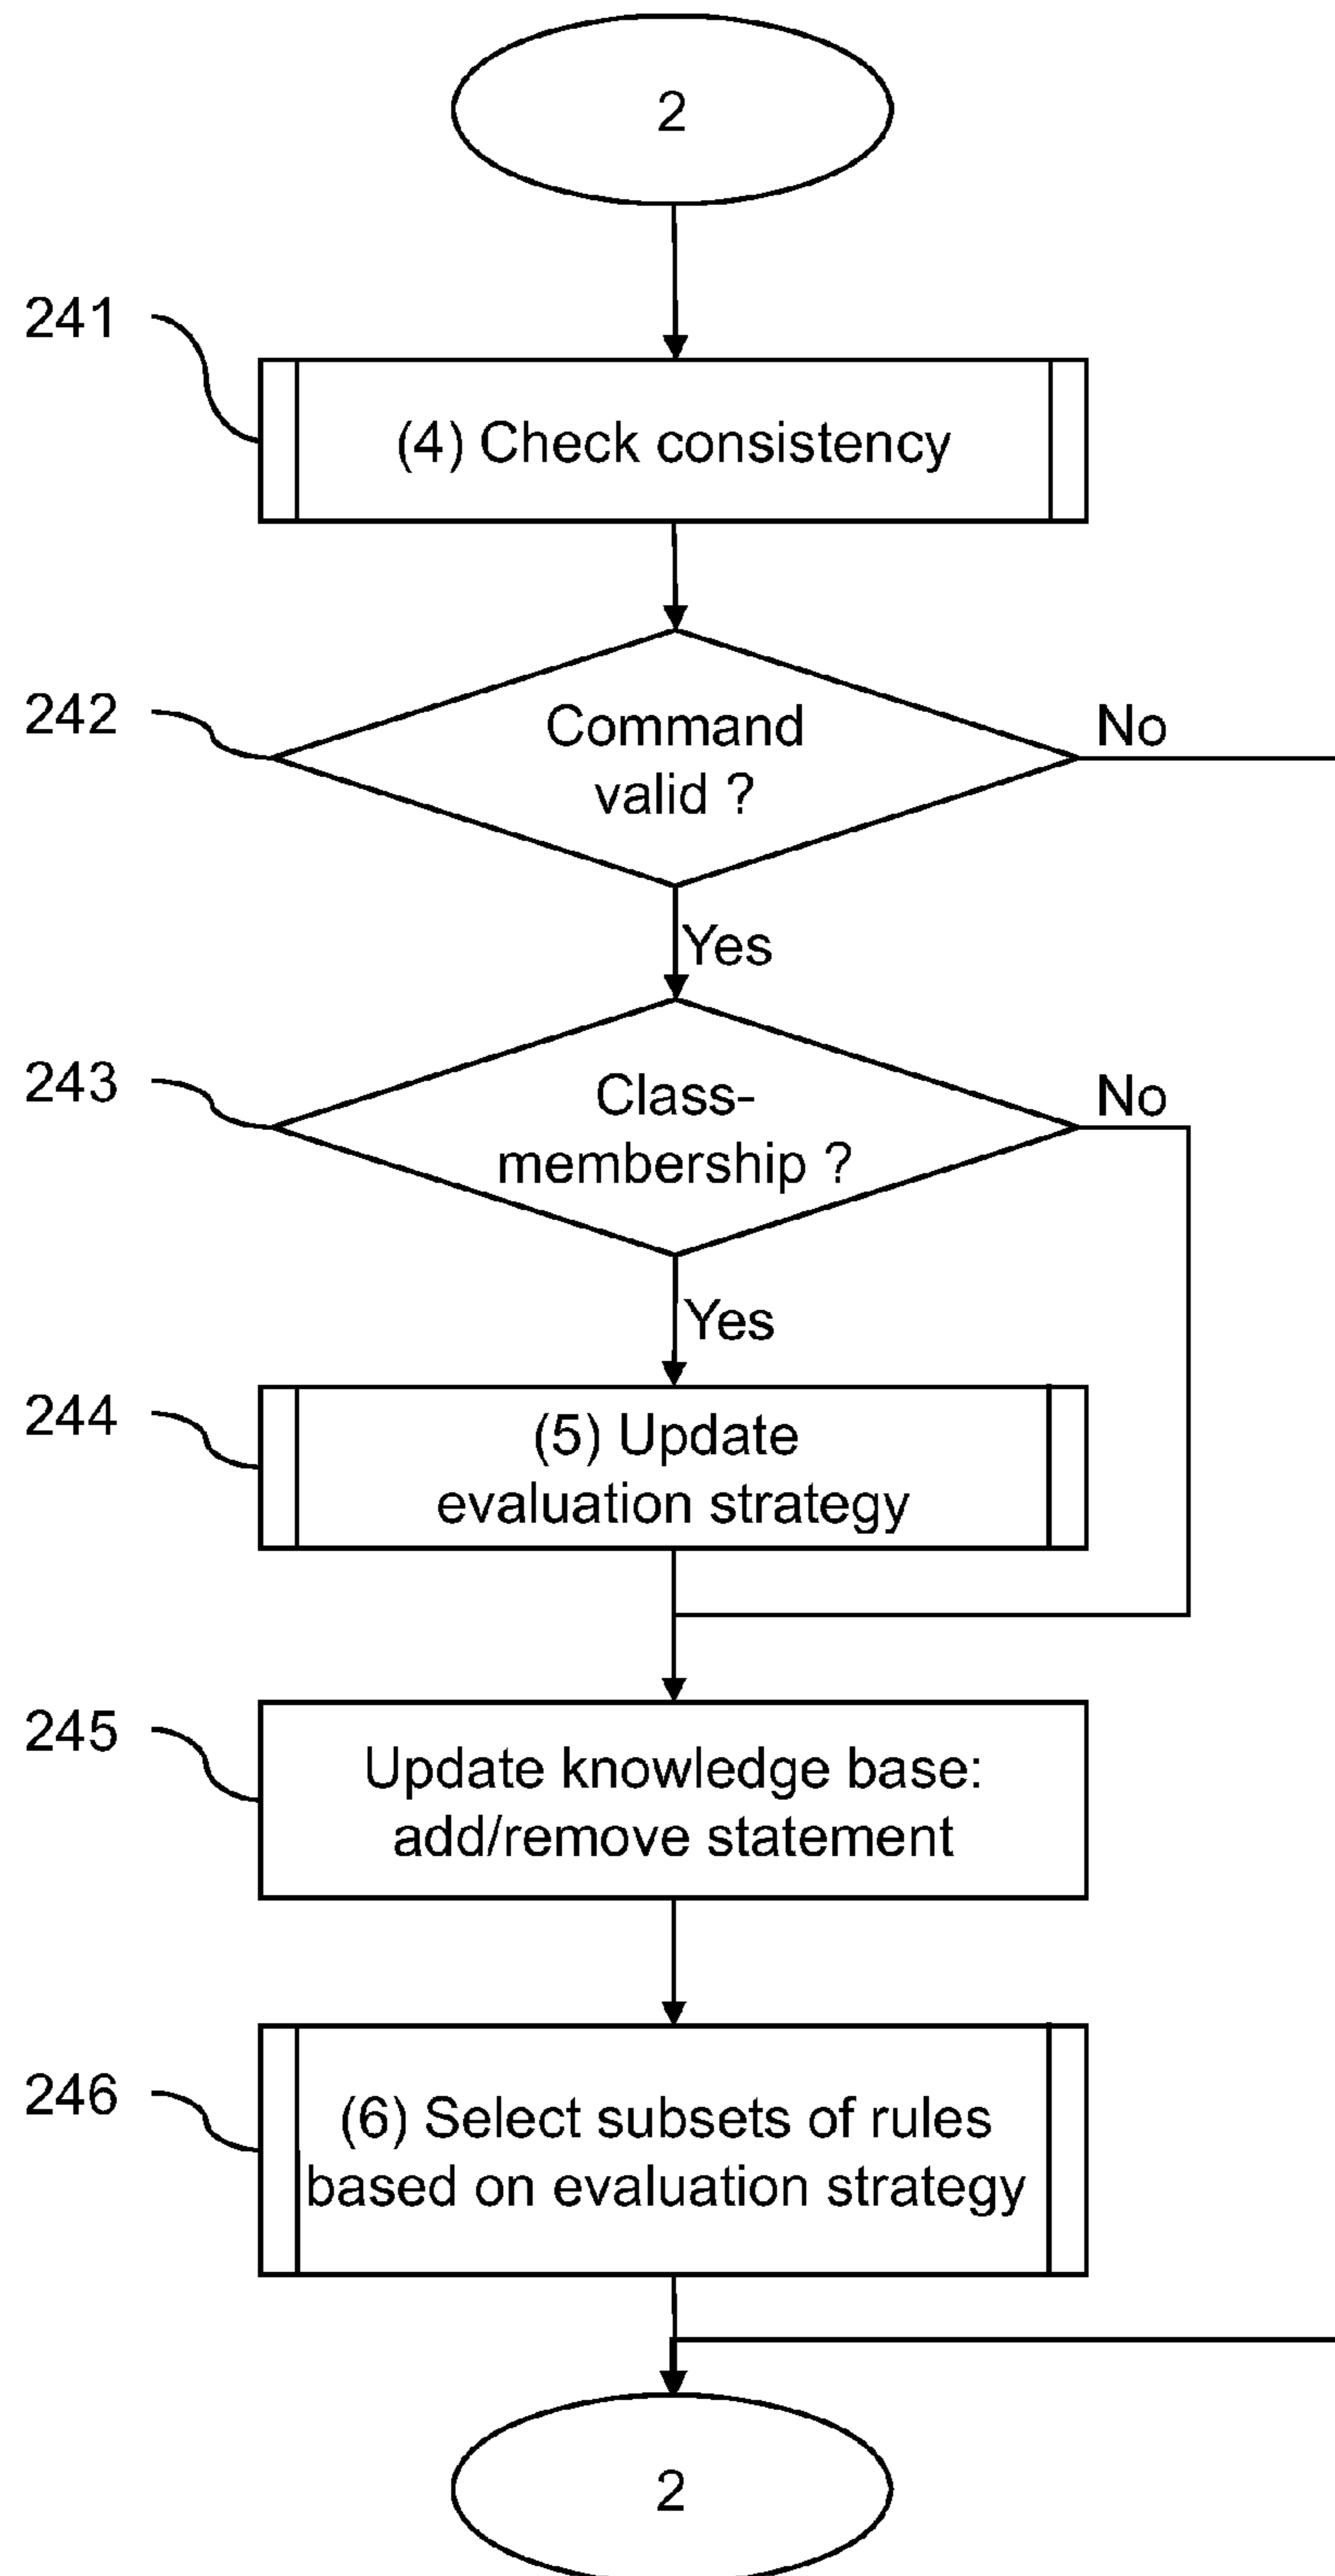 2
241
(4) Check consistency
242
Command
valid ?
No
Yes
243
Class-
membership ?
No
Yes
244
(5) Update
evaluation strategy
245
Update knowledge base:
add/remove statement
246
(6) Select subsets of rules
based on evaluation strategy
2